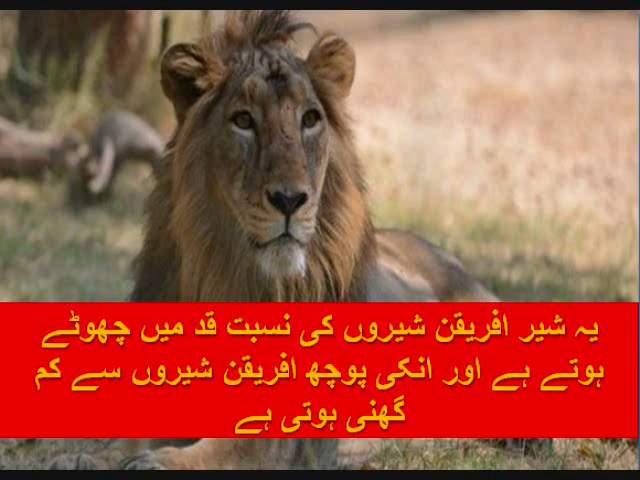 یہ شیر افریقن شیروں کی نسبت قد میں چھوٹے
ہوتے ہے اور انکی پوچھ افریقن شیروں سے کم
گھنی ہوتی ہے